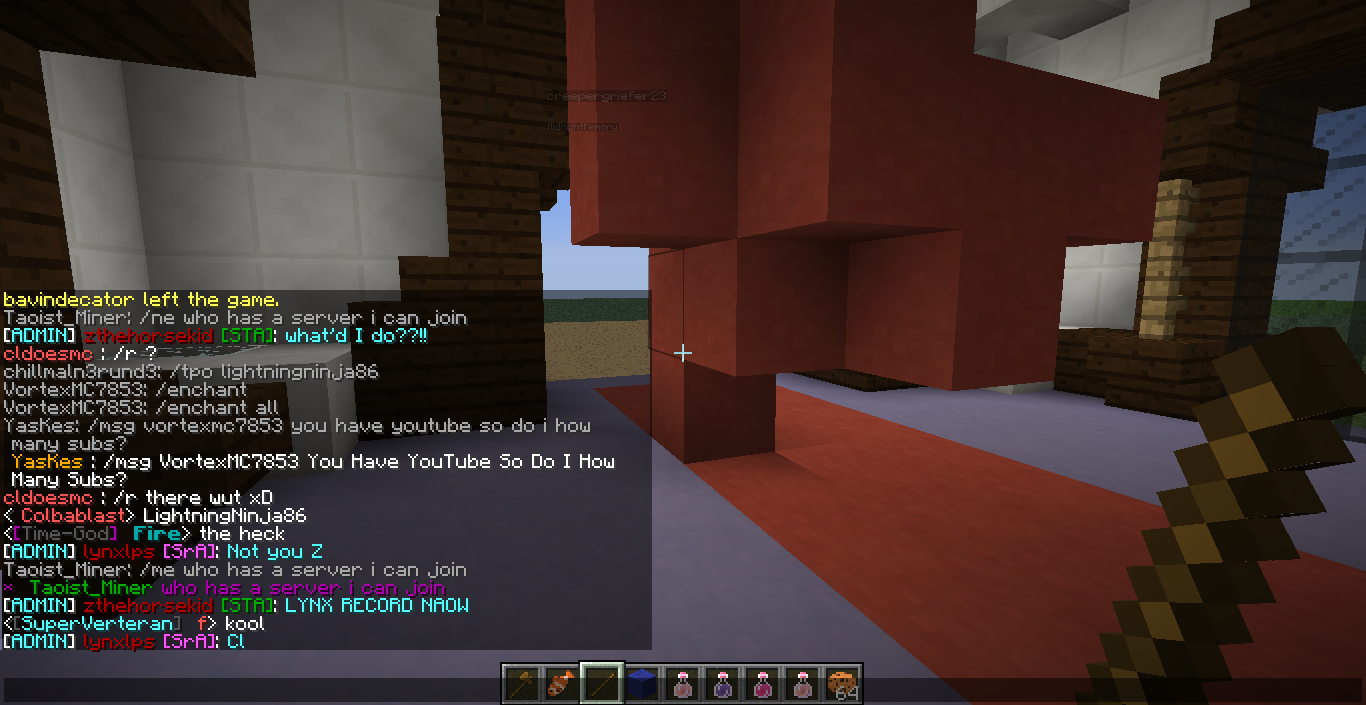 creepergriefer23
bavindecator left the game.
Taoist_Miner: /ne who has a server i can join
[ADMIN] zthehorsekid [STA]: what'd I do??!!
cldoesmc : /r ?
chillmaln3rund3: /tpo lightningninja86
VortexMC7853: /enchant
VortexMC7853: /enchant all
YasKes: /msg vortexmc7853 you have youtube so do i how
many subs?
YasKes : /msg VortexMC7853 You Have YouTube So Do I How
Many Subs?
cldoesmc : /r there wut xD
< Colbablast> LightningNinja86
<[Time-God] Fire> the heck
[ADMIN] lynxlps [SrA]: Not you Z
Taoist_Miner: /me who has a server i can join
* Taoist_Miner who has a server i can join
[ADMIN] zthehorsekid [STA]: LYNX RECORD NAOW
<[SuperVerteran] f> kool
[ADMIN] lynxlps [SrA]: Cl
64